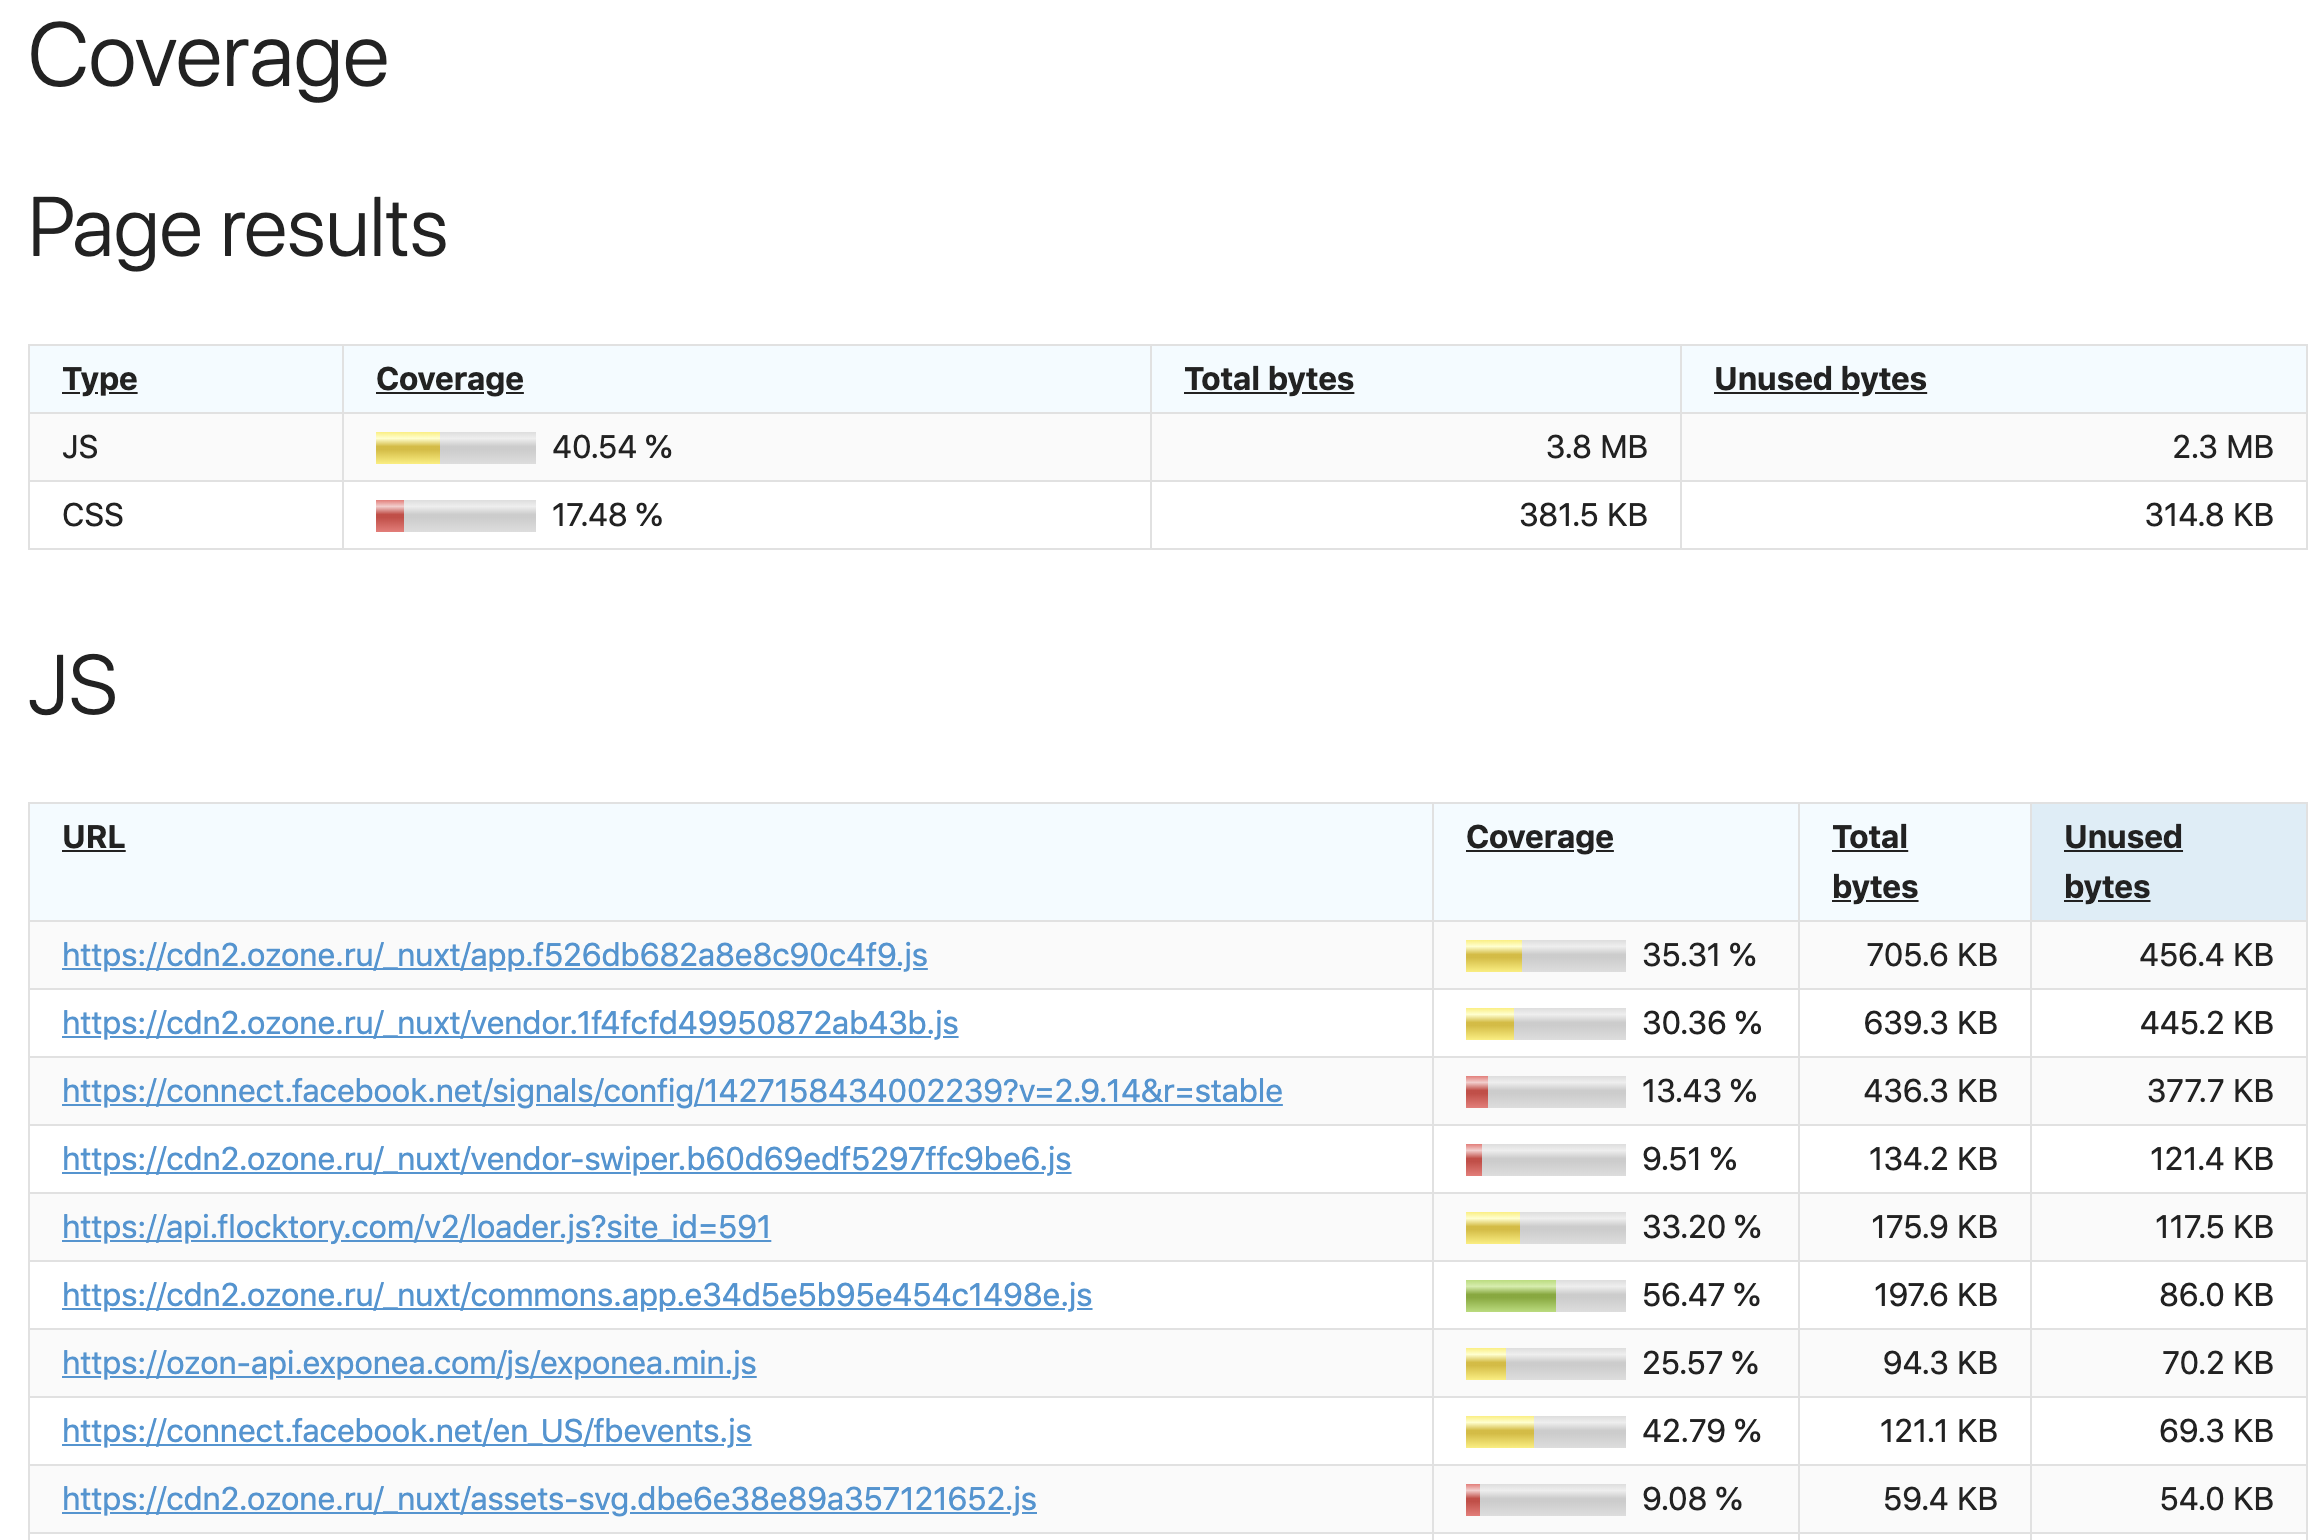 Coverage
Page results
Type Coverage Total bytes Unused bytes
JS 40.54 % 3.8 MB 2.3 MB
CSS 17.48 % 381.5 KB 314.8 KB
JS
URL Coverage Total bytes Unused bytes
https://cdn2.ozone.ru/_nuxt/app.f526db682a8e8c90c4f9.js 35.31 % 705.6 KB 456.4 KB
https://cdn2.ozone.ru/_nuxt/vendor.1f4fcfd49950872ab43b.js 30.36 % 639.3 KB 445.2 KB
https://connect.facebook.net/signals/config/1427158434002239?v=2.9.14&r=stable 13.43 % 436.3 KB 377.7 KB
https://cdn2.ozone.ru/_nuxt/vendor-swiper.b60d69edf5297ffc9be6.js 9.51 % 134.2 KB 121.4 KB
https://api.flocktory.com/v2/loader.js?site_id=591 33.20 % 175.9 KB 117.5 KB
https://cdn2.ozone.ru/_nuxt/commons.app.e34d5e5b95e454c1498e.js 56.47 % 197.6 KB 86.0 KB
https://ozon-api.exponea.com/js/exponea.min.js 25.57 % 94.3 KB 70.2 KB
https://connect.facebook.net/en_US/fbevents.js 42.79 % 121.1 KB 69.3 KB
https://cdn2.ozone.ru/_nuxt/assets-svg.dbe6e38e89a357121652.js 9.08 % 59.4 KB 54.0 KB